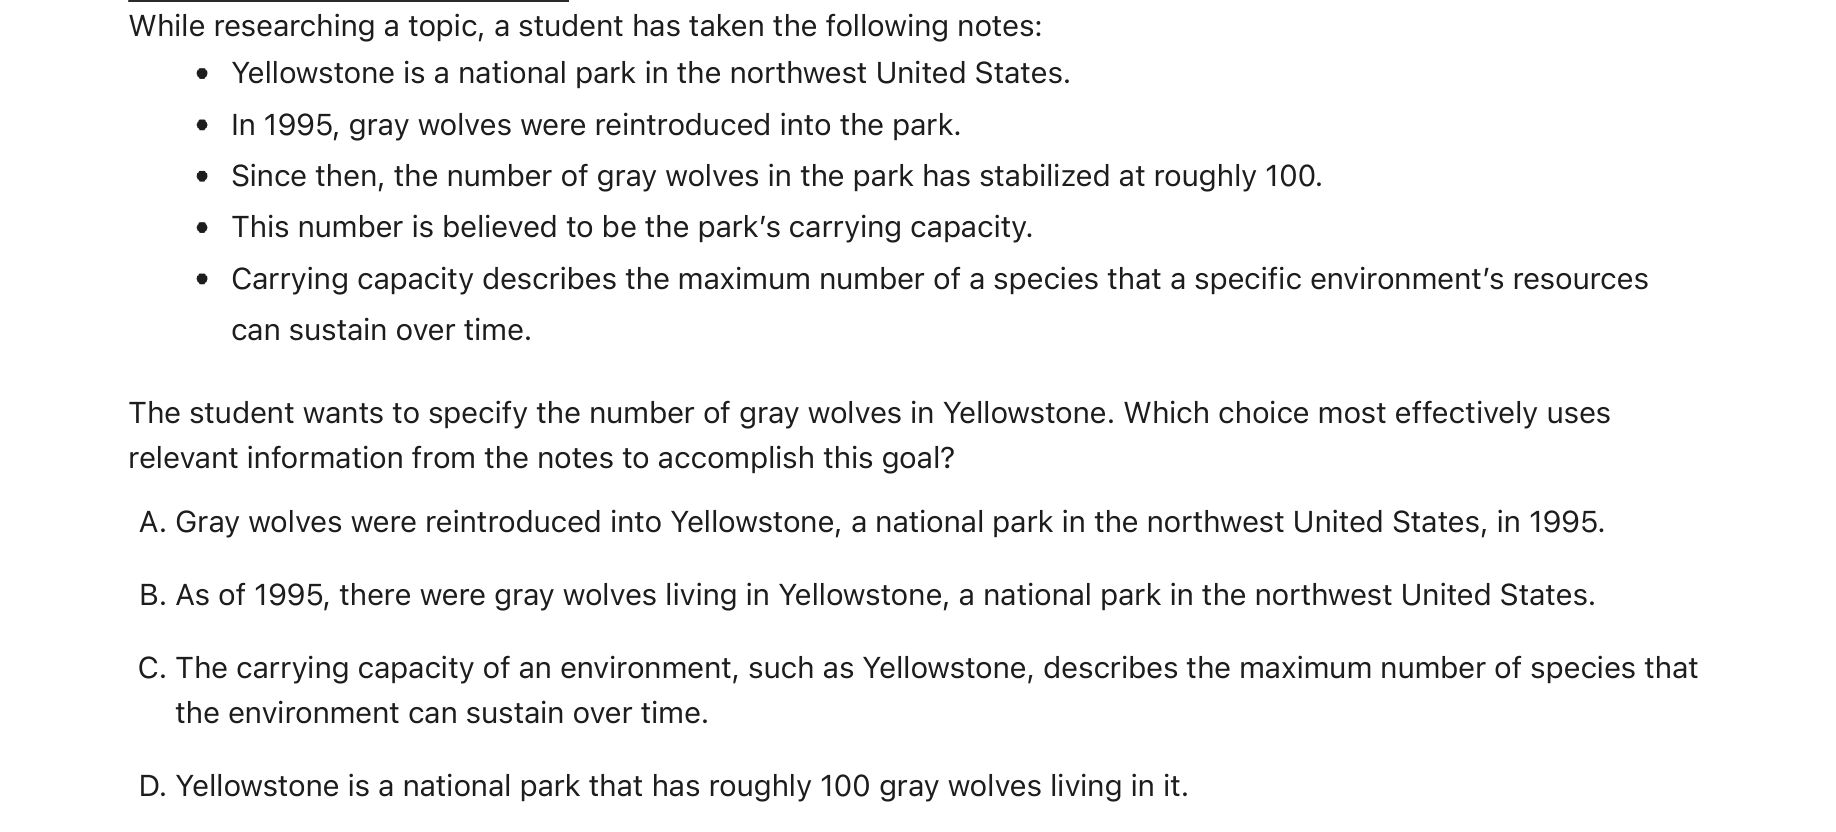 While researching a topic, a student has taken the following notes:
• Yellowstone is a national park in the northwest United States.
• In 1995, gray wolves were reintroduced into the park.
• Since then, the number of gray wolves in the park has stabilized at roughly 100.
• This number is believed to be the park’s carrying capacity.
• Carrying capacity describes the maximum number of a species that a specific environment’s resources
can sustain over time.
The student wants to specify the number of gray wolves in Yellowstone. Which choice most effectively uses
relevant information from the notes to accomplish this goal?
A. Gray wolves were reintroduced into Yellowstone, a national park in the northwest United States, in 1995.
B. As of 1995, there were gray wolves living in Yellowstone, a national park in the northwest United States.
C. The carrying capacity of an environment, such as Yellowstone, describes the maximum number of species that
the environment can sustain over time.
D. Yellowstone is a national park that has roughly 100 gray wolves living in it.